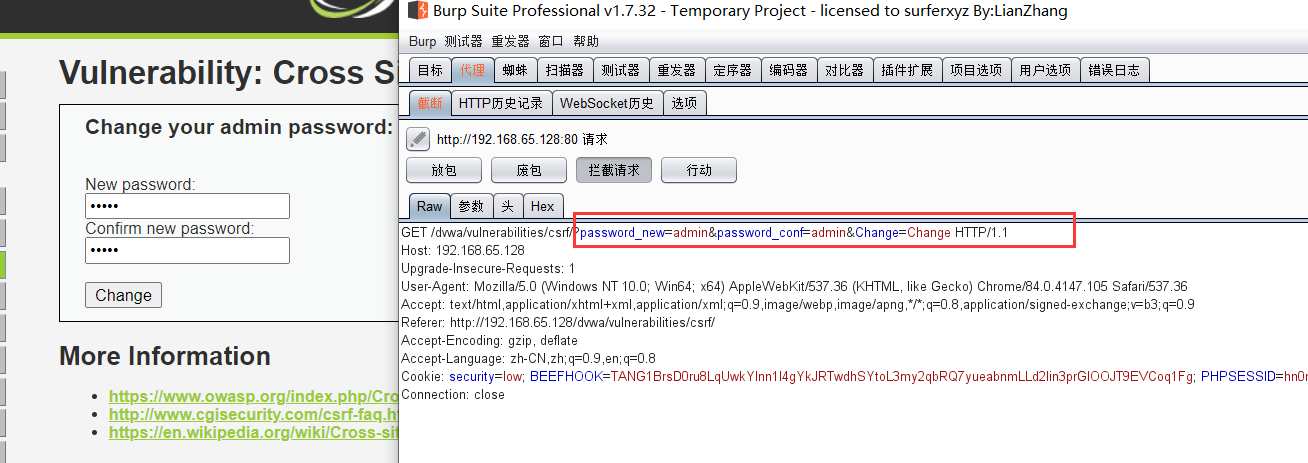 Vulnerability: Cross Si
Change your admin password:
New password:
•••••
Confirm new password:
•••••
Change
More Information
https://www.owasp.org/index.php/Cro
http://www.cgisecurity.com/csrf-faq.h
https://en.wikipedia.org/wiki/Cross-sit
Burp Suite Professional v1.7.32 - Temporary Project - licensed to surferxyz By:LianZhang
Burp 测试器 重发器 窗口 帮助
目标 代理 蜘蛛 扫描器 测试器 重发器 定序器 编码器 对比器 插件扩展 项目选项 用户选项 错误日志
截断 HTTP历史记录 WebSocket历史 选项
http://192.168.65.128:80 请求
放包 废包 拦截请求 行动
Raw 参数 头 Hex
GET /dvwa/vulnerabilities/csrf/?password_new=admin&password_conf=admin&Change=Change HTTP/1.1
Host: 192.168.65.128
Upgrade-Insecure-Requests: 1
User-Agent: Mozilla/5.0 (Windows NT 10.0; Win64; x64) AppleWebKit/537.36 (KHTML, like Gecko) Chrome/84.0.4147.105 Safari/537.36
Accept: text/html,application/xhtml+xml,application/xml;q=0.9,image/webp,image/apng,*/*;q=0.8,application/signed-exchange;v=b3;q=0.9
Referer: http://192.168.65.128/dvwa/vulnerabilities/csrf/
Accept-Encoding: gzip, deflate
Accept-Language: zh-CN,zh;q=0.9,en;q=0.8
Cookie: security=low; BEEFHOOK=TANG1BrsD0ru8LqUwkYlnn1I4gYkJRTwdhSYtoL3my2qbRQ7yueabnmLLd2lin3prGlOOJT9EVCoq1Fg; PHPSESSID=hn0r
Connection: close